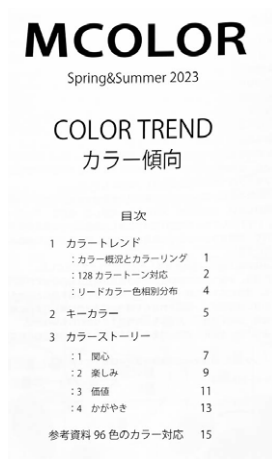 MCOLOR
Spring&Summer 2023
COLOR TREND
カラー傾向
目次
1 カラートレンド
：カラー概況とカラーリング 1
：128カラートーン対応 2
：リードカラー色相別分布 4
2 キーカラー 5
3 カラーストーリー
：1 関心 7
：2 楽しみ 9
：3 価値 11
：4 かがやき 13
参考資料 96色のカラー対応 15